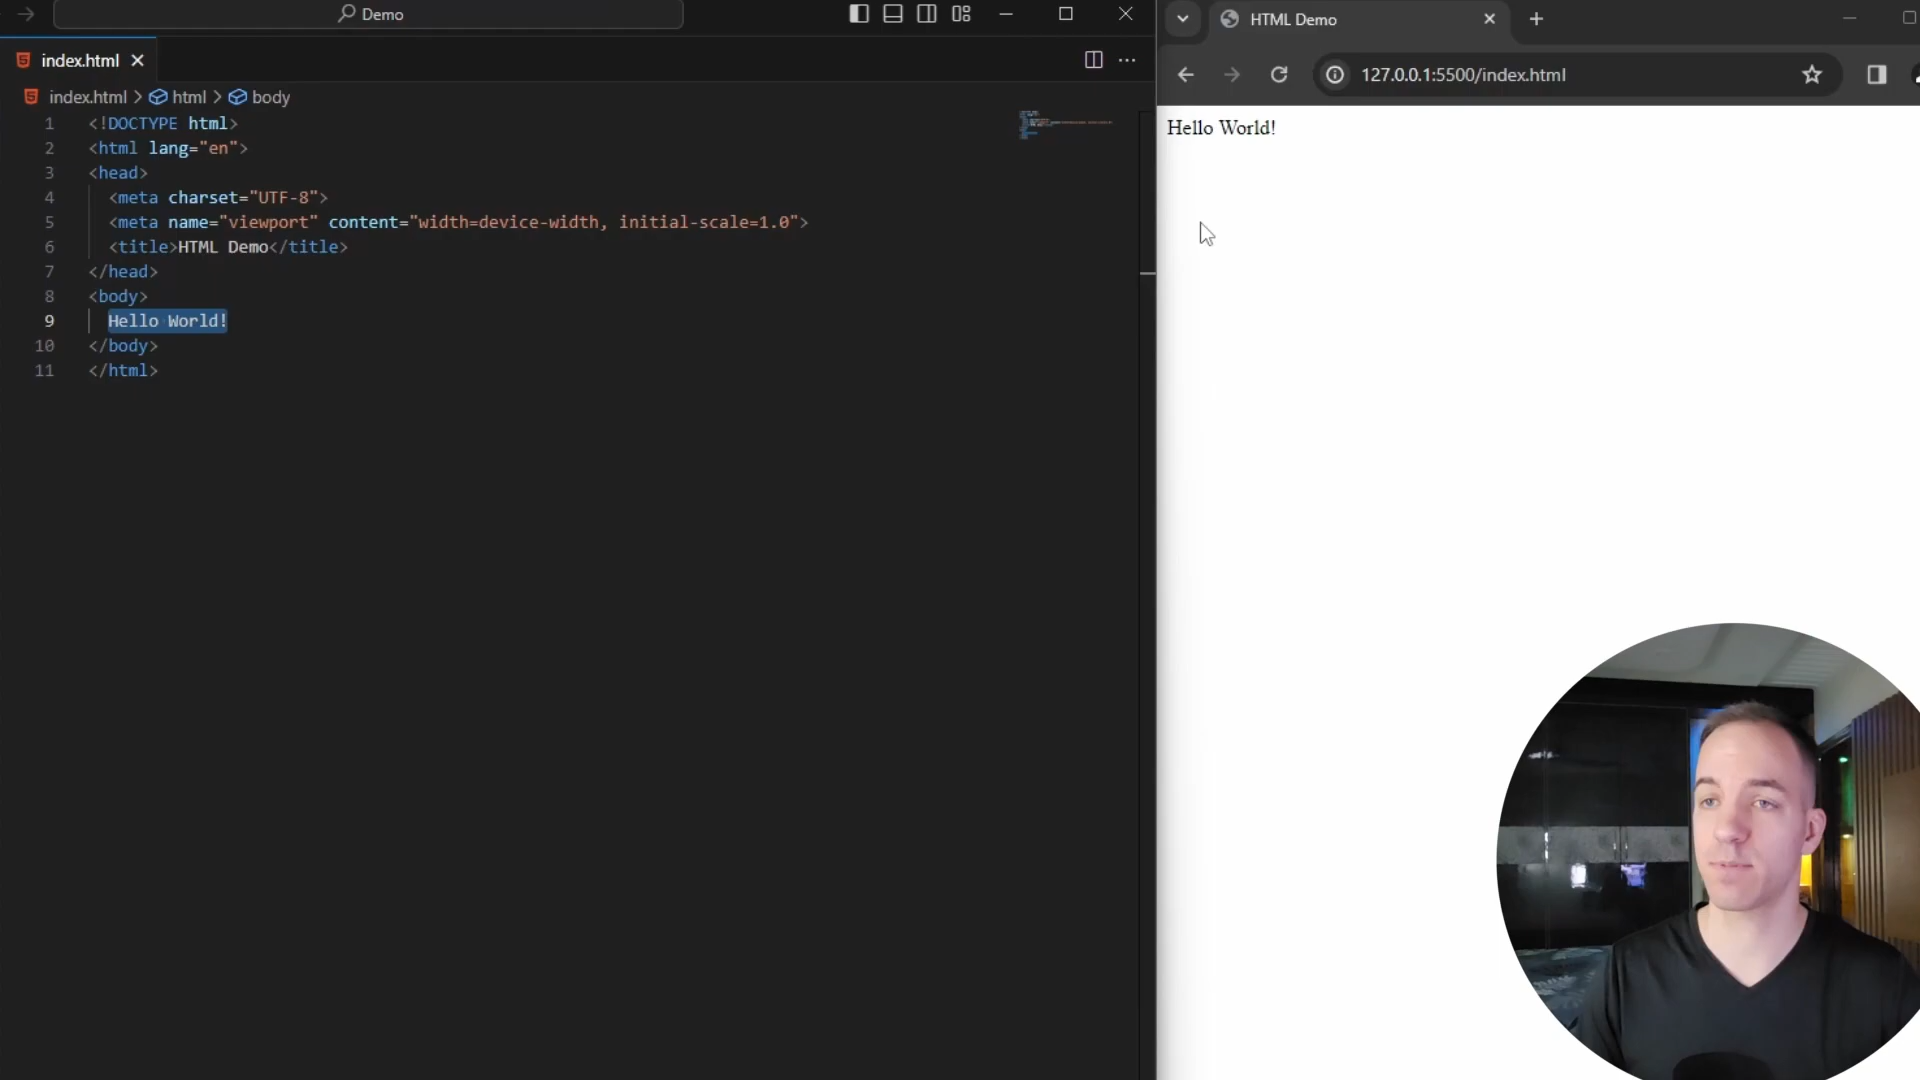 Demo
index.html
index.html > html > body
1 <!DOCTYPE html>
2 <html lang="en">
3 <head>
4 <meta charset="UTF-8">
5 <meta name="viewport" content="width=device-width, initial-scale=1.0">
6 <title>HTML Demo</title>
7 </head>
8 <body>
9 Hello World!
10 </body>
11 </html>
HTML Demo
127.0.0.1:5500/index.html
Hello World!